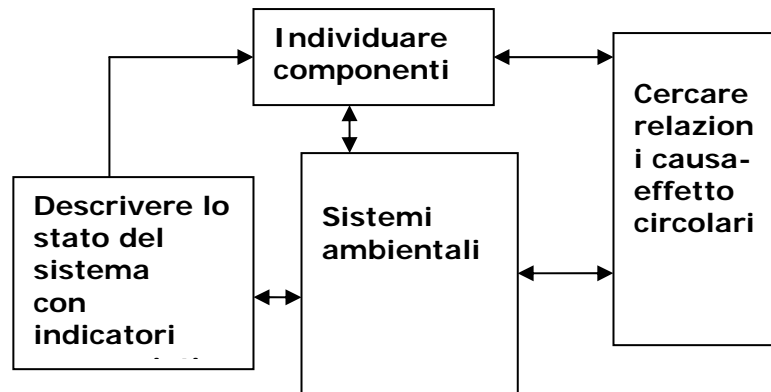 Individuare
componenti
Cercare
relazion
i causa-
effetto
circolari
Descrivere lo
stato del
sistema
con
indicatori
Sistemi
ambientali